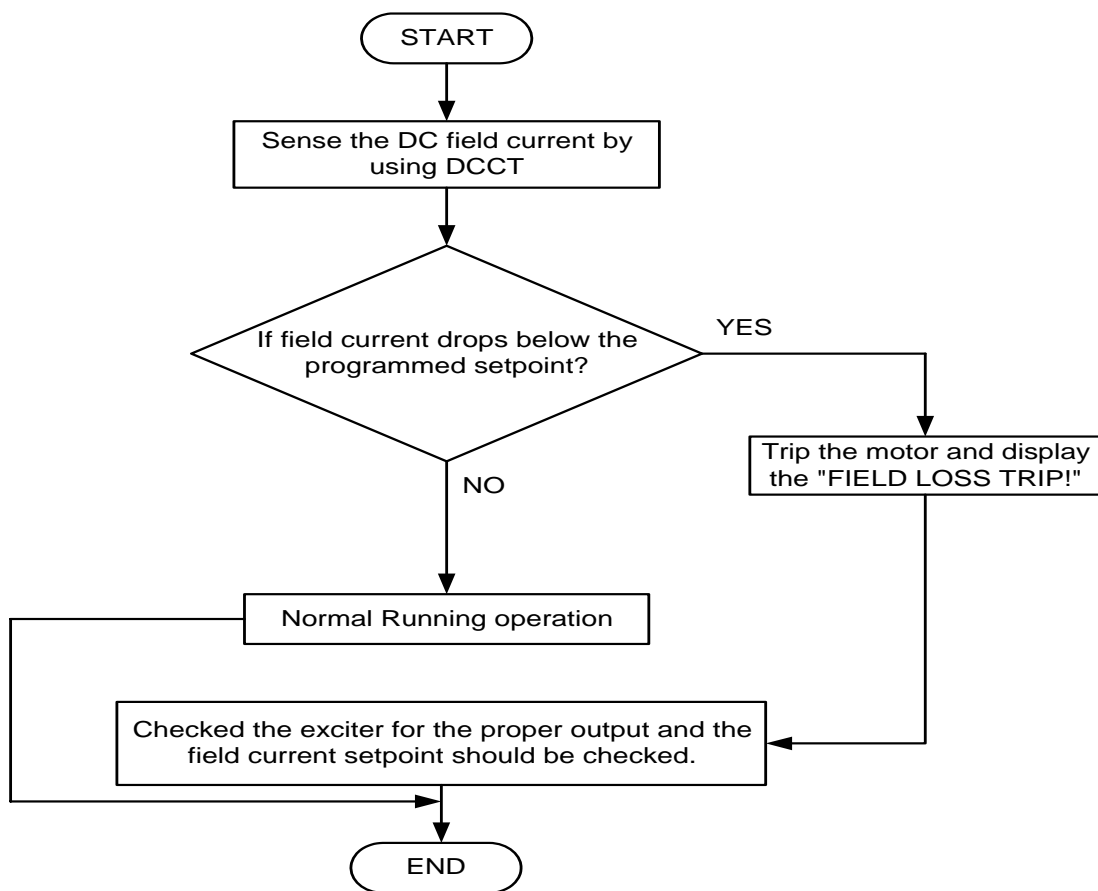 START
Sense the DC field current by
using DCCT
If field current drops below the
programmed setpoint?
YES
Trip the motor and display
the "FIELD LOSS TRIP!"
NO
Normal Running operation
Checked the exciter for the proper output and the
field current setpoint should be checked.
END